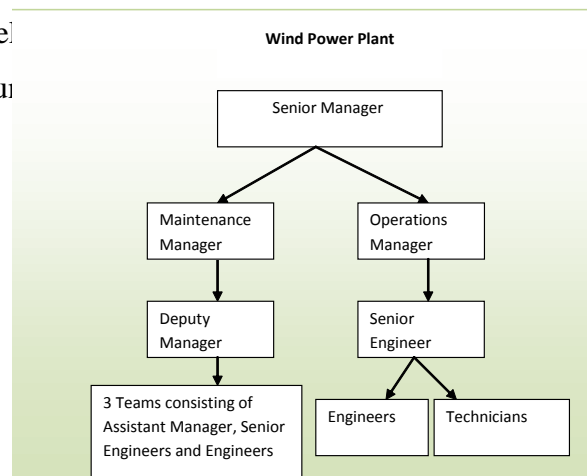 Wind Power Plant
Senior Manager
Maintenance
Manager
Operations
Manager
Deputy
Manager
Senior
Engineer
3 Teams consisting of
Assistant Manager, Senior
Engineers and Engineers
Engineers
Technicians